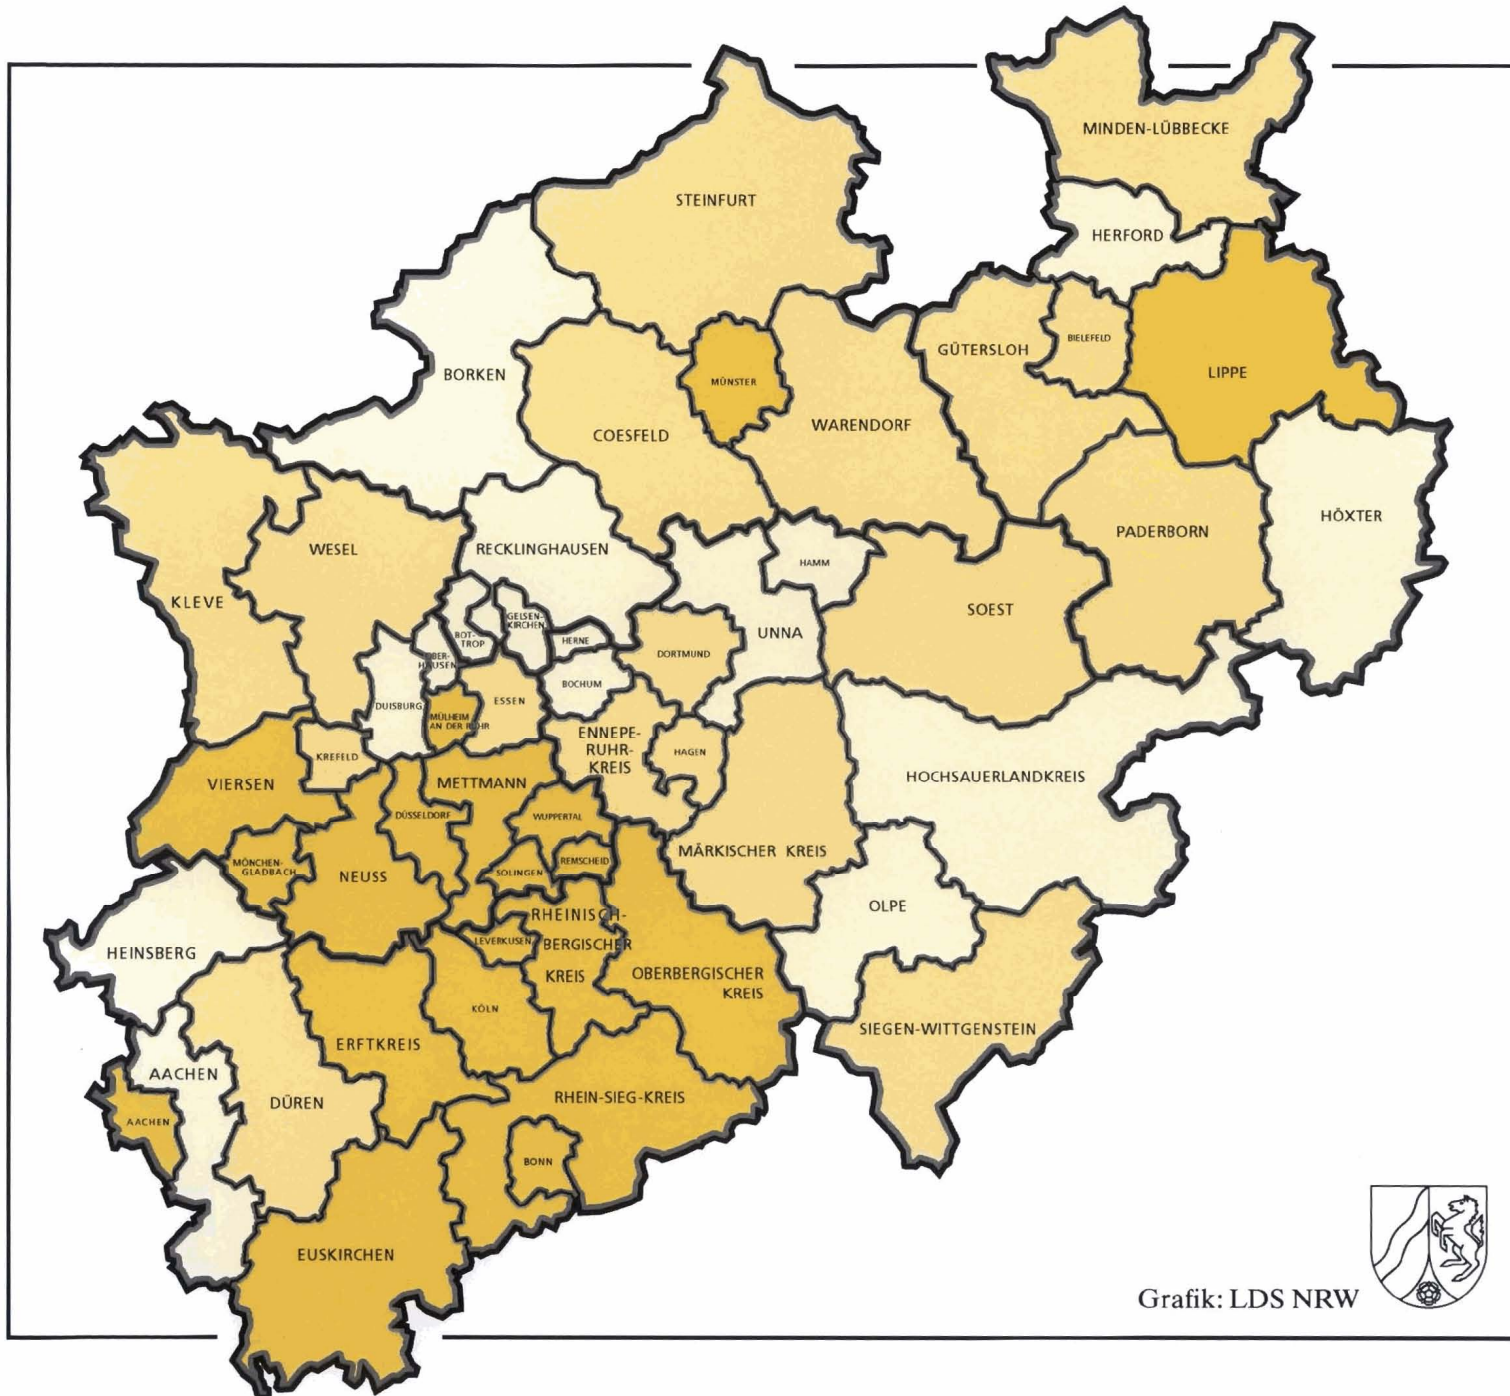 MINDEN-LÜBBECKE
STEINFURT
HERFORD
BIELEFELD
GÜTERSLOH
LIPPE
BORKEN
MÜNSTER
WARENDORF
COESFELD
HÖXTER
PADERBORN
WESEL
RECKLINGHAUSEN
HAMM
KLEVE
SOEST
GELSEN-
KIRCHEN
BOT-
TROP
HERNE
UNNA
OBER-
HAUSEN
DORTMUND
BOCHUM
DUISBURG
ESSEN
MÜLHEIM
AN DER RUHR
ENNEPE-
RUHR-
KREIS
HAGEN
KREFELD
HOCHSAUERLANDKREIS
VIERSEN
METTMANN
DÜSSELDORF
WUPPERTAL
MÄRKISCHER KREIS
MÖNCHEN-
GLADBACH
REMSCHEID
SOLINGEN
NEUSS
OLPE
RHEINISCH-
BERGISCHER
KREIS
LEVERKUSEN
HEINSBERG
OBERBERGISCHER
KREIS
KÖLN
SIEGEN-WITTGENSTEIN
ERFTKREIS
AACHEN
DÜREN
RHEIN-SIEG-KREIS
AACHEN
BONN
EUSKIRCHEN
Grafik: LDS NRW